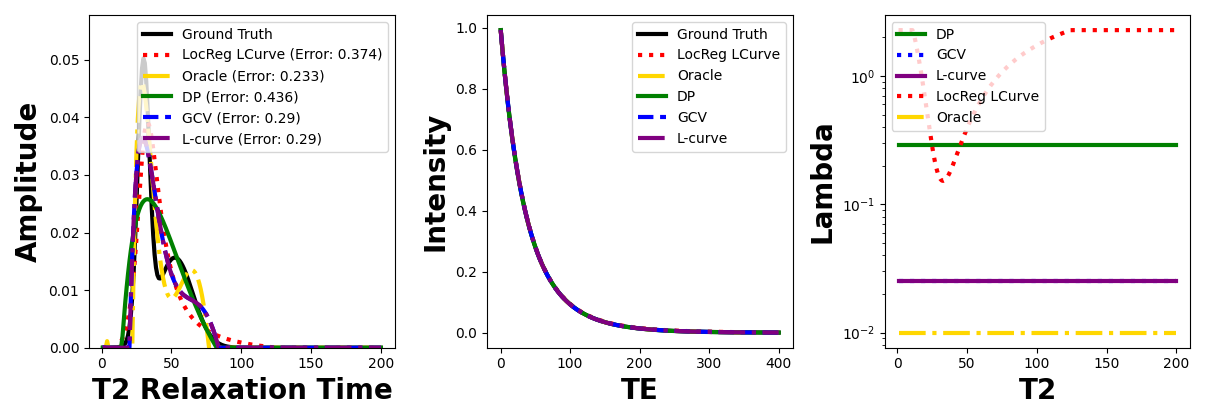 Amplitude
0.00
0.01
0.02
0.03
0.04
0.05
0
50
100
150
200
T2 Relaxation Time
Ground Truth
LocReg LCurve (Error: 0.374)
Oracle (Error: 0.233)
DP (Error: 0.436)
GCV (Error: 0.29)
L-curve (Error: 0.29)
Intensity
0.0
0.2
0.4
0.6
0.8
1.0
0
100
200
300
400
TE
Ground Truth
LocReg LCurve
Oracle
DP
GCV
L-curve
Lambda
10⁻²
10⁻¹
10⁰
0
50
100
150
200
T2
DP
GCV
L-curve
LocReg LCurve
Oracle